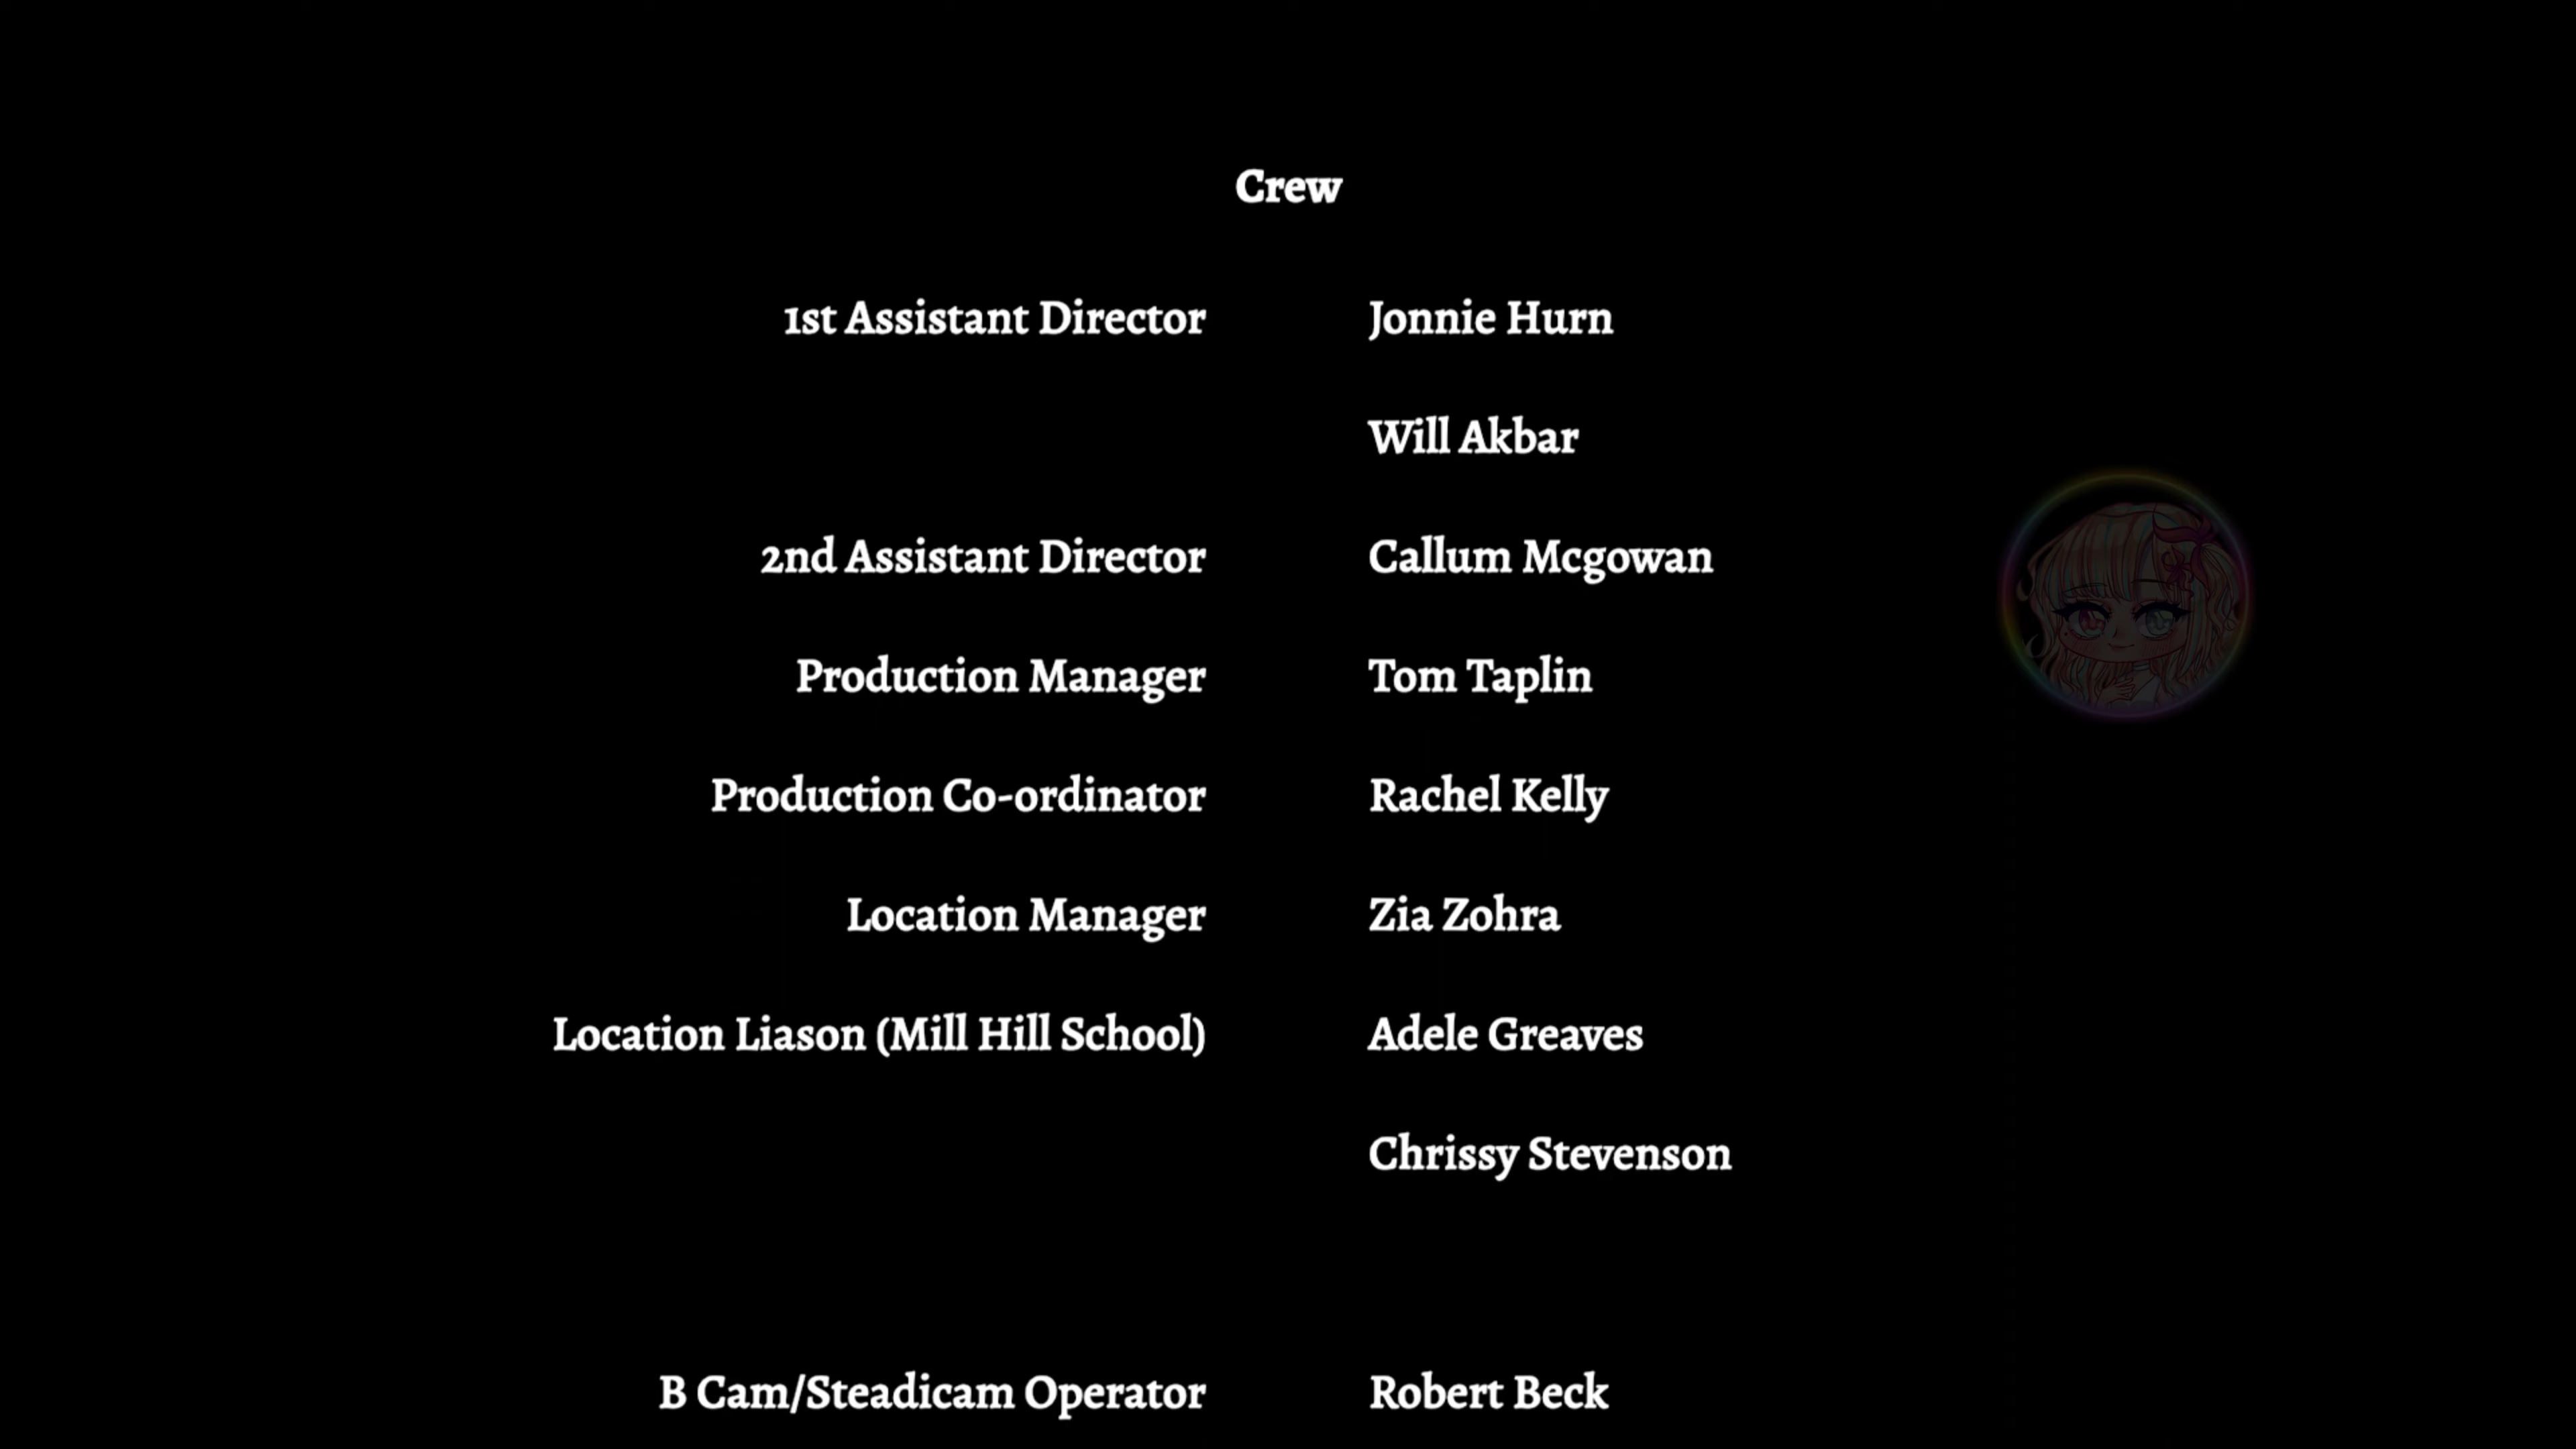 Crew
1st Assistant Director Jonnie Hurn
Will Akbar
2nd Assistant Director Callum Mcgowan
Production Manager Tom Taplin
Production Co-ordinator Rachel Kelly
Location Manager Zia Zohra
Location Liason (Mill Hill School) Adele Greaves
Chrissy Stevenson
B Cam/Steadicam Operator Robert Beck